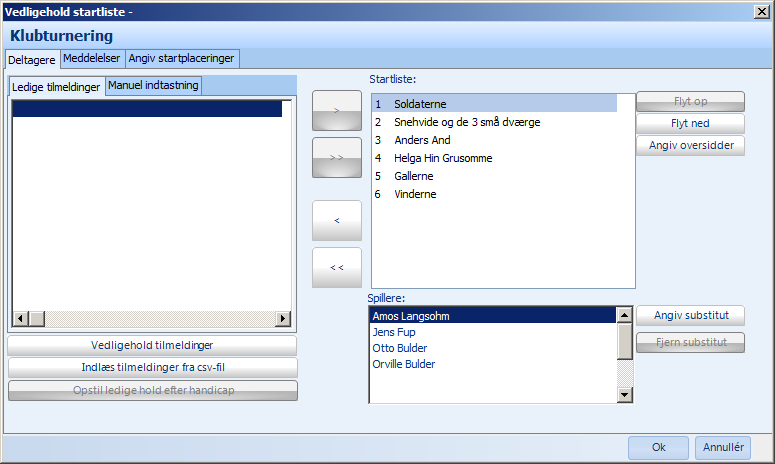 Vedligehold startliste -
Klubturnering
Deltagere Meddelelser Angiv startplaceringer
Ledige tilmeldinger Manuel indtastning
>
>>
<
<<
Vedligehold tilmeldinger
Indlæs tilmeldinger fra csv-fil
Opstil ledige hold efter handicap
Startliste:
1 Soldaterne
2 Snehvide og de 3 små dværge
3 Anders And
4 Helga Hin Grusomme
5 Gallerne
6 Vinderne
Flyt op
Flyt ned
Angiv oversidder
Spillere:
Amos Langsohm
Jens Fup
Otto Bulder
Orville Bulder
Angiv substitut
Fjern substitut
Ok Annullér